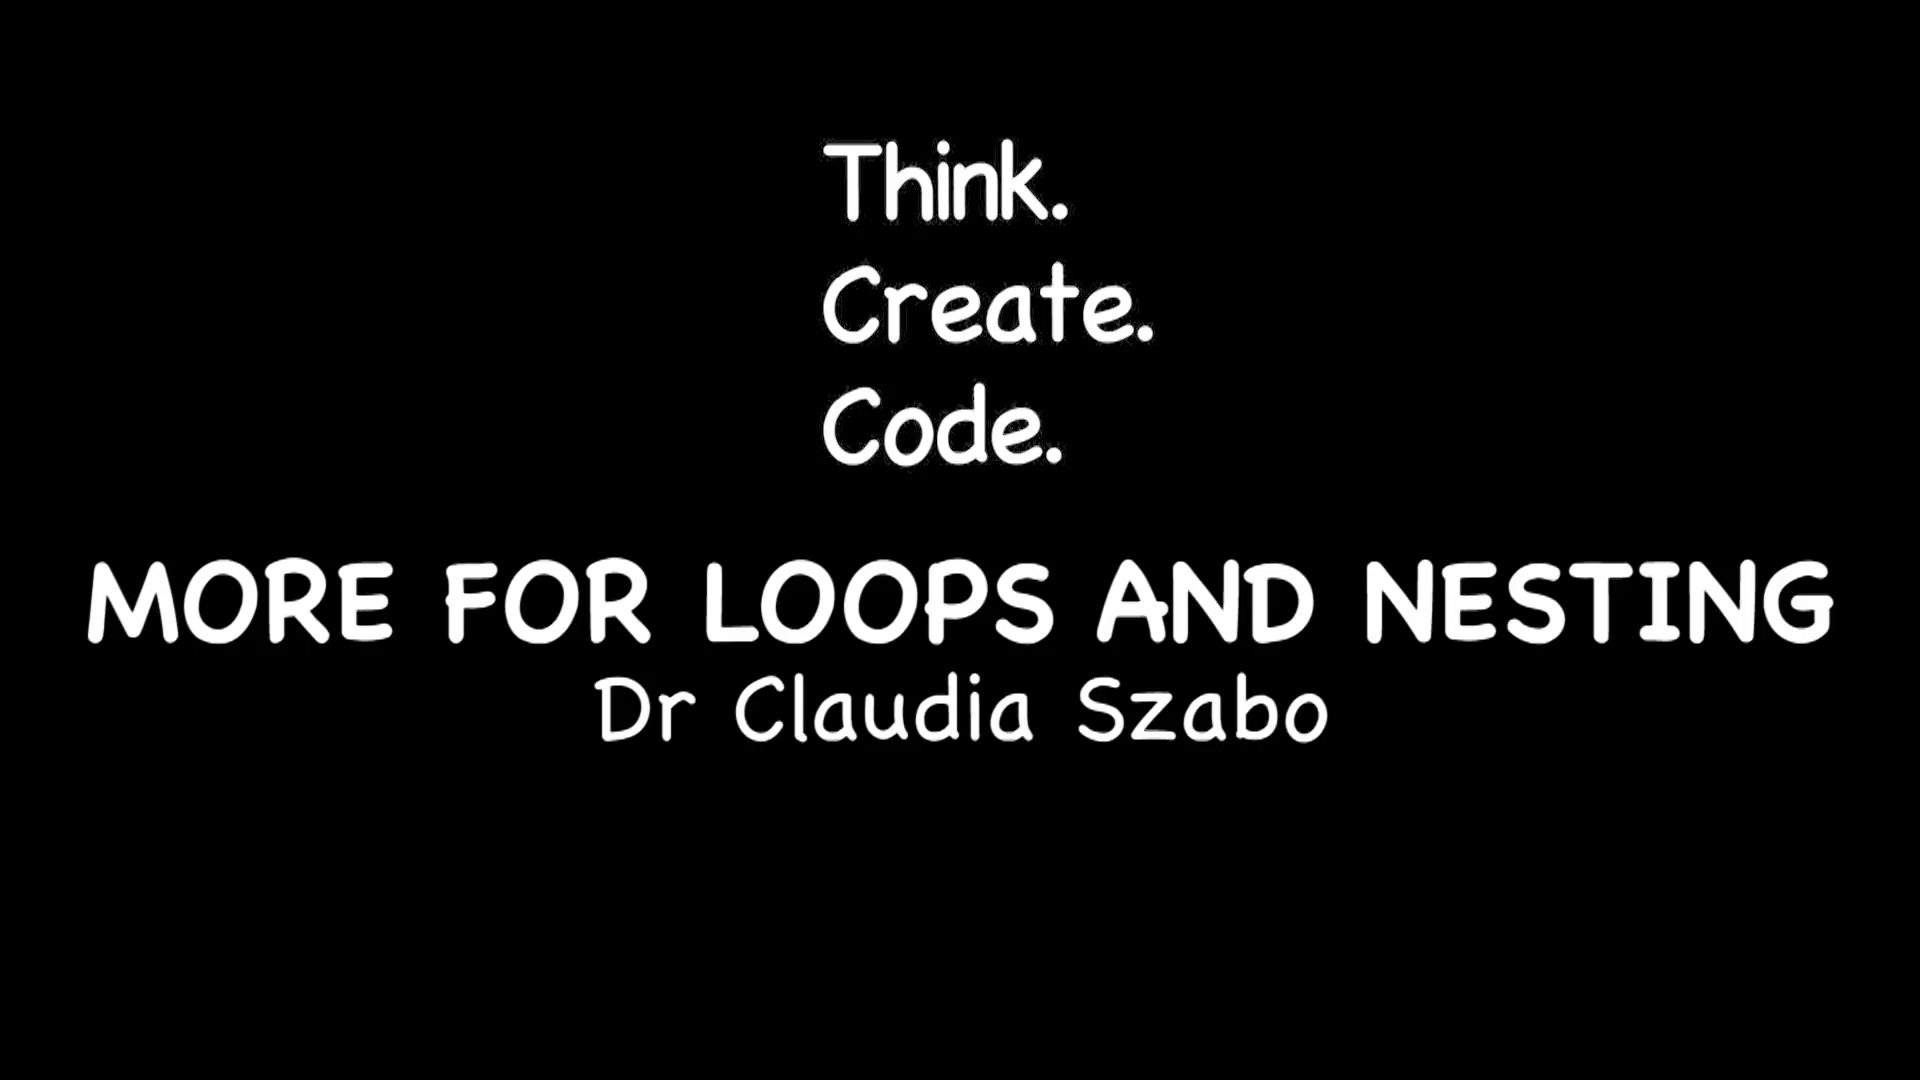 Think.
Create.
Code.
MORE FOR LOOPS AND NESTING
Dr Claudia Szabo